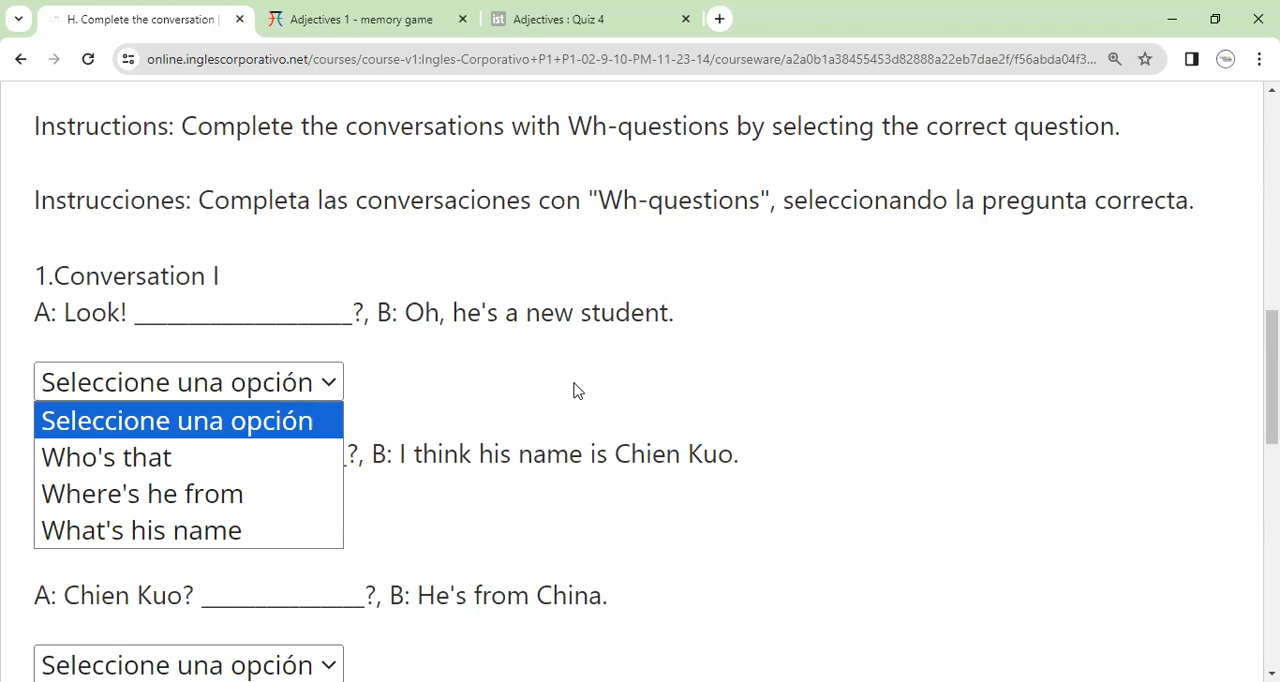 H. Complete the conversation |
Adjectives 1 - memory game
ist Adjectives : Quiz 4
online.inglescorporativo.net/courses/course-v1:Ingles-Corporativo+P1+P1-02-9-10-PM-11-23-14/courseware/a2a0b1a38455453d82888a22eb7dae2f/f56abda04f3...
Instructions: Complete the conversations with Wh-questions by selecting the correct question.
Instrucciones: Completa las conversaciones con "Wh-questions", seleccionando la pregunta correcta.
1.Conversation I
A: Look! __________________?, B: Oh, he's a new student.
Seleccione una opción
Seleccione una opción
Who's that
_?, B: I think his name is Chien Kuo.
Where's he from
What's his name
A: Chien Kuo? ______________?, B: He's from China.
Seleccione una opción